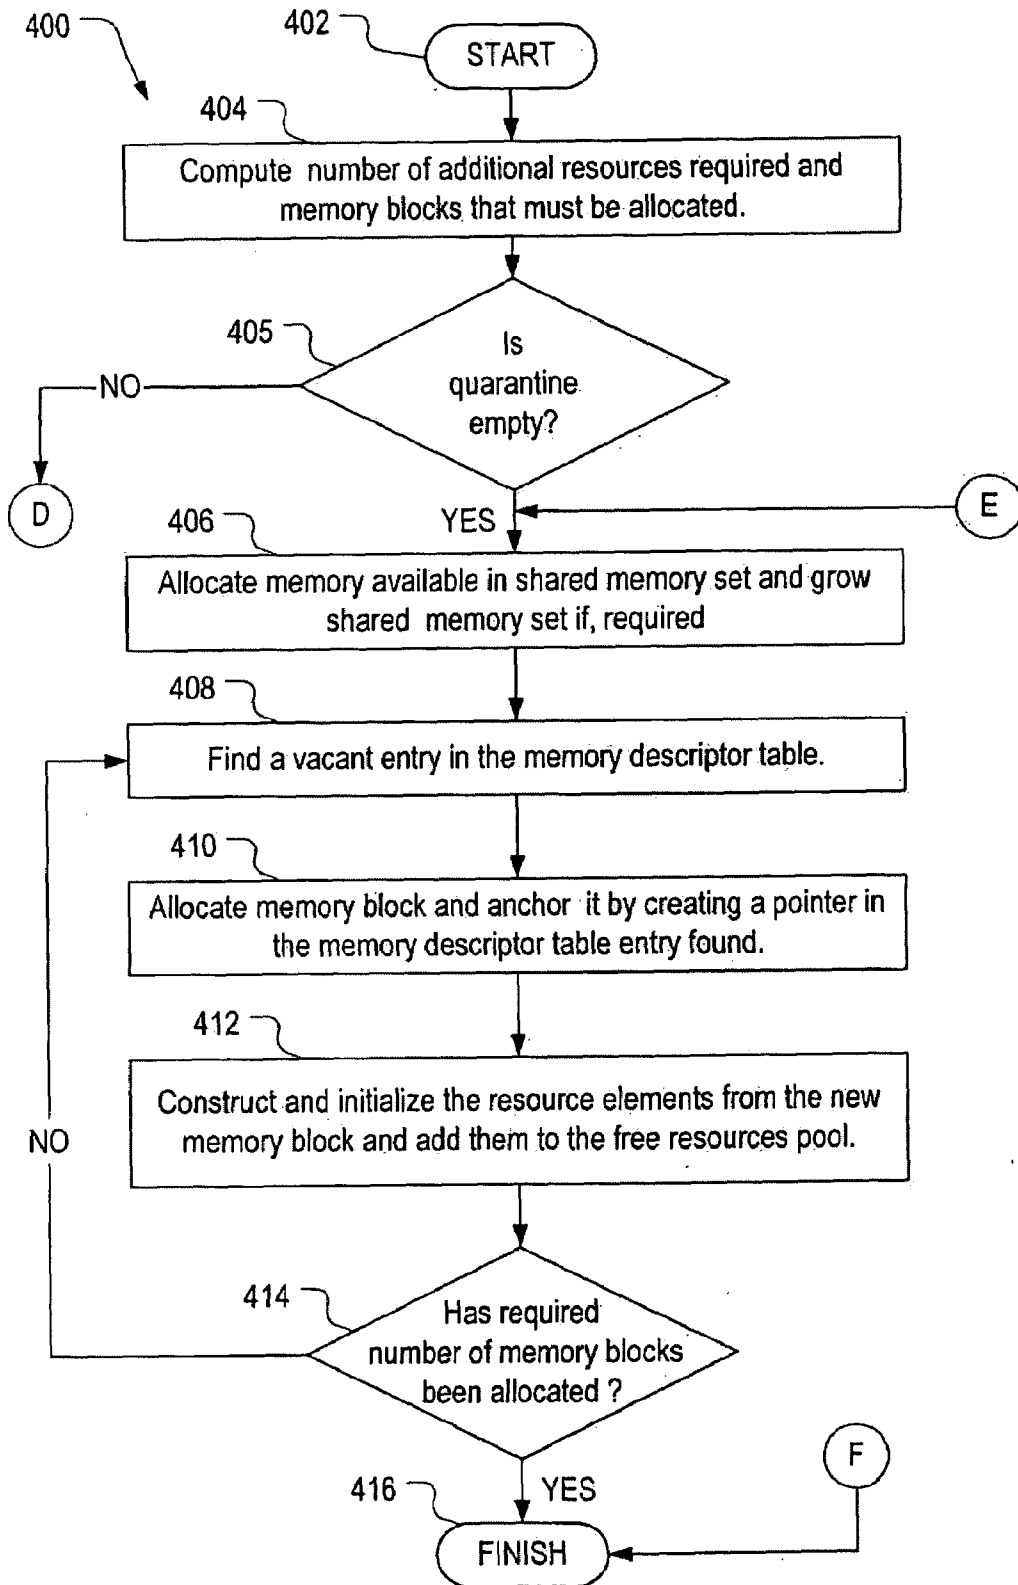 400
402
START
404
Compute number of additional resources required and
memory blocks that must be allocated.
405
Is
quarantine
empty?
NO
D
YES
E
406
Allocate memory available in shared memory set and grow
shared memory set if, required
408
Find a vacant entry in the memory descriptor table.
410
Allocate memory block and anchor it by creating a pointer in
the memory descriptor table entry found.
412
Construct and initialize the resource elements from the new
memory block and add them to the free resources pool.
NO
414
Has required
number of memory blocks
been allocated ?
F
416
YES
FINISH